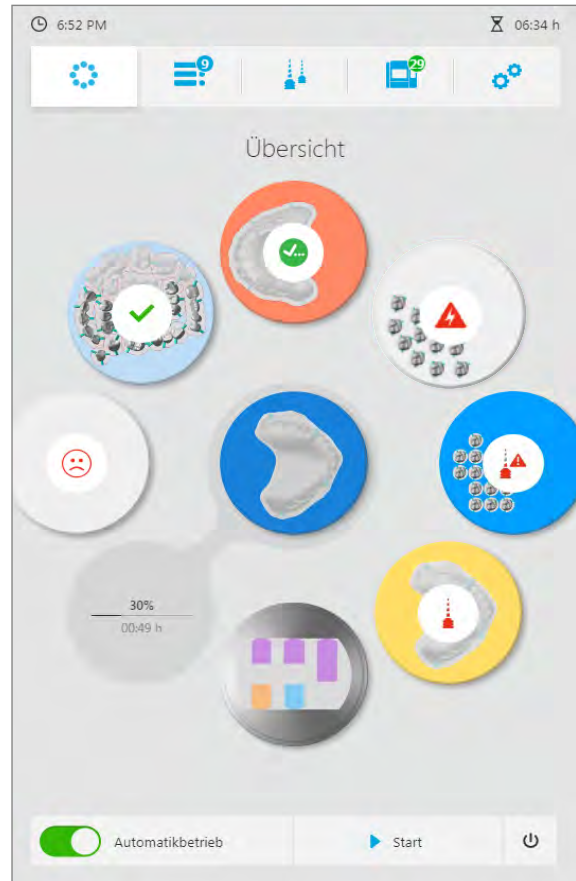 6:52 PM
06:34 h
9
29
Übersicht
30%
00:49 h
Automatikbetrieb
Start